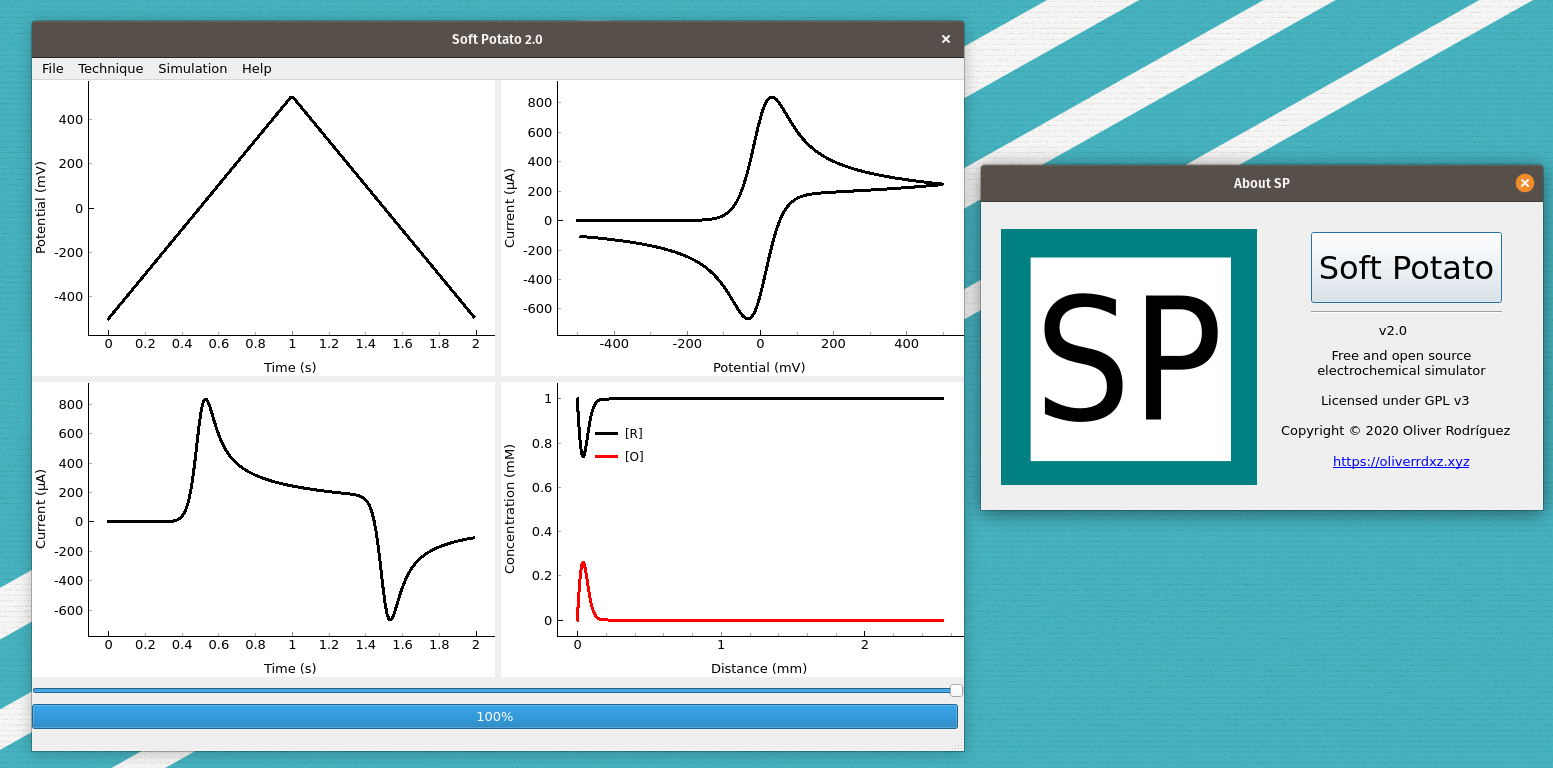 Soft Potato 2.0
File Technique Simulation Help
400
200
0
-200
-400
Potential (mV)
0 0.2 0.4 0.6 0.8 1 1.2 1.4 1.6 1.8 2
Time (s)
800
600
400
200
0
-200
-400
-600
Current (µA)
-400 -200 0 200 400
Potential (mV)
800
600
400
200
0
-200
-400
-600
Current (µA)
0 0.2 0.4 0.6 0.8 1 1.2 1.4 1.6 1.8 2
Time (s)
1
0.8
0.6
0.4
0.2
0
Concentration (mM)
[R]
[O]
0 1 2
Distance (mm)
100%
About SP
SP
Soft Potato
v2.0
Free and open source
electrochemical simulator
Licensed under GPL v3
Copyright © 2020 Oliver Rodríguez
https://oliverrdxz.xyz